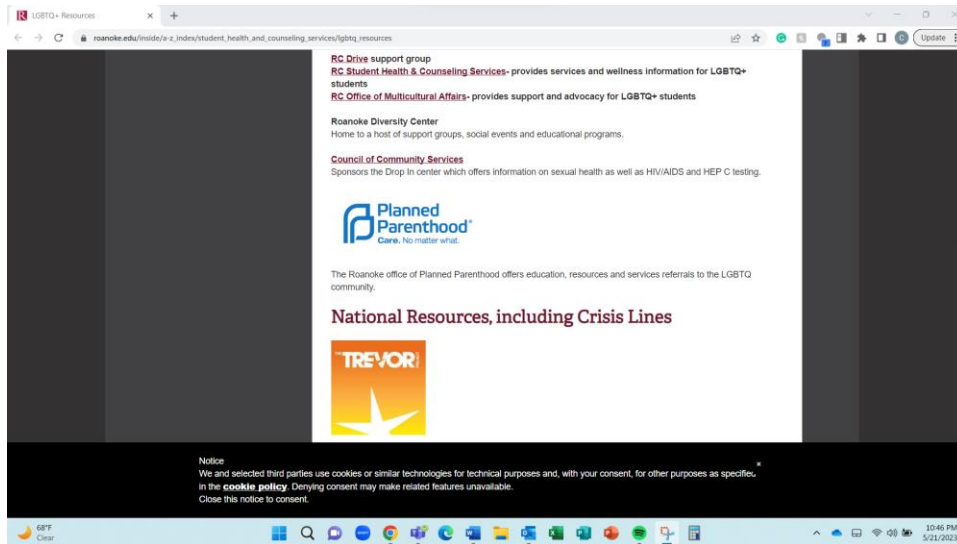 LGBTQ+ Resources
roanoke.edu/inside/a-z_index/student_health_and_counseling_services/lgbtq_resources
Update
RC Drive support group
RC Student Health & Counseling Services- provides services and wellness information for LGBTQ+
students
RC Office of Multicultural Affairs- provides support and advocacy for LGBTQ+ students
Roanoke Diversity Center
Home to a host of support groups, social events and educational programs.
Council of Community Services
Sponsors the Drop In center which offers information on sexual health as well as HIV/AIDS and HEP C testing.
Planned
Parenthood®
Care. No matter what.
The Roanoke office of Planned Parenthood offers education, resources and services referrals to the LGBTQ
community.
National Resources, including Crisis Lines
TREVOR
Notice
We and selected third parties use cookies or similar technologies for technical purposes and, with your consent, for other purposes as specified
in the cookie policy. Denying consent may make related features unavailable.
Close this notice to consent.
68°F
Clear
10:46 PM
5/21/2023